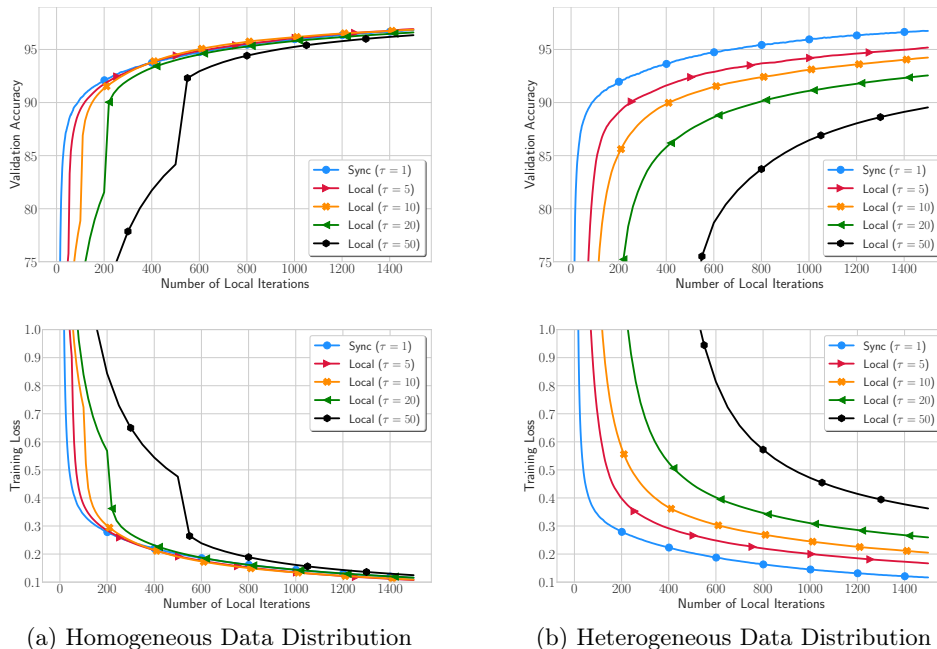 95
90
85
80
75
Validation Accuracy
0 200 400 600 800 1000 1200 1400
Number of Local Iterations
Sync (τ = 1)
Local (τ = 5)
Local (τ = 10)
Local (τ = 20)
Local (τ = 50)
95
90
85
80
75
Validation Accuracy
0 200 400 600 800 1000 1200 1400
Number of Local Iterations
Sync (τ = 1)
Local (τ = 5)
Local (τ = 10)
Local (τ = 20)
Local (τ = 50)
1.0
0.9
0.8
0.7
0.6
0.5
0.4
0.3
0.2
0.1
Training Loss
0 200 400 600 800 1000 1200 1400
Number of Local Iterations
Sync (τ = 1)
Local (τ = 5)
Local (τ = 10)
Local (τ = 20)
Local (τ = 50)
1.0
0.9
0.8
0.7
0.6
0.5
0.4
0.3
0.2
0.1
Training Loss
0 200 400 600 800 1000 1200 1400
Number of Local Iterations
Sync (τ = 1)
Local (τ = 5)
Local (τ = 10)
Local (τ = 20)
Local (τ = 50)
(a) Homogeneous Data Distribution
(b) Heterogeneous Data Distribution